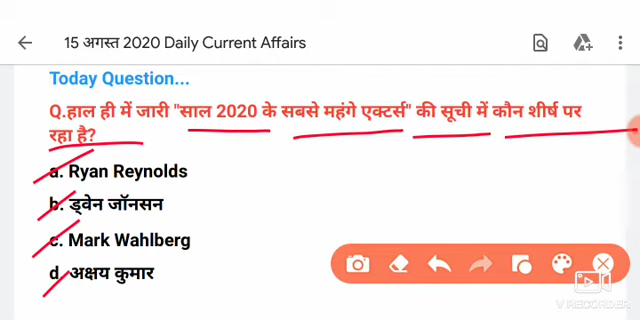 15 अगस्त 2020 Daily Current Affairs
Today Question...
Q.हाल ही में जारी "साल 2020 के सबसे महंगे एक्टर्स" की सूची में कौन शीर्ष पर
रहा है?
a. Ryan Reynolds
b. ड्वेन जॉनसन
c. Mark Wahlberg
d. अक्षय कुमार
V RECORDER